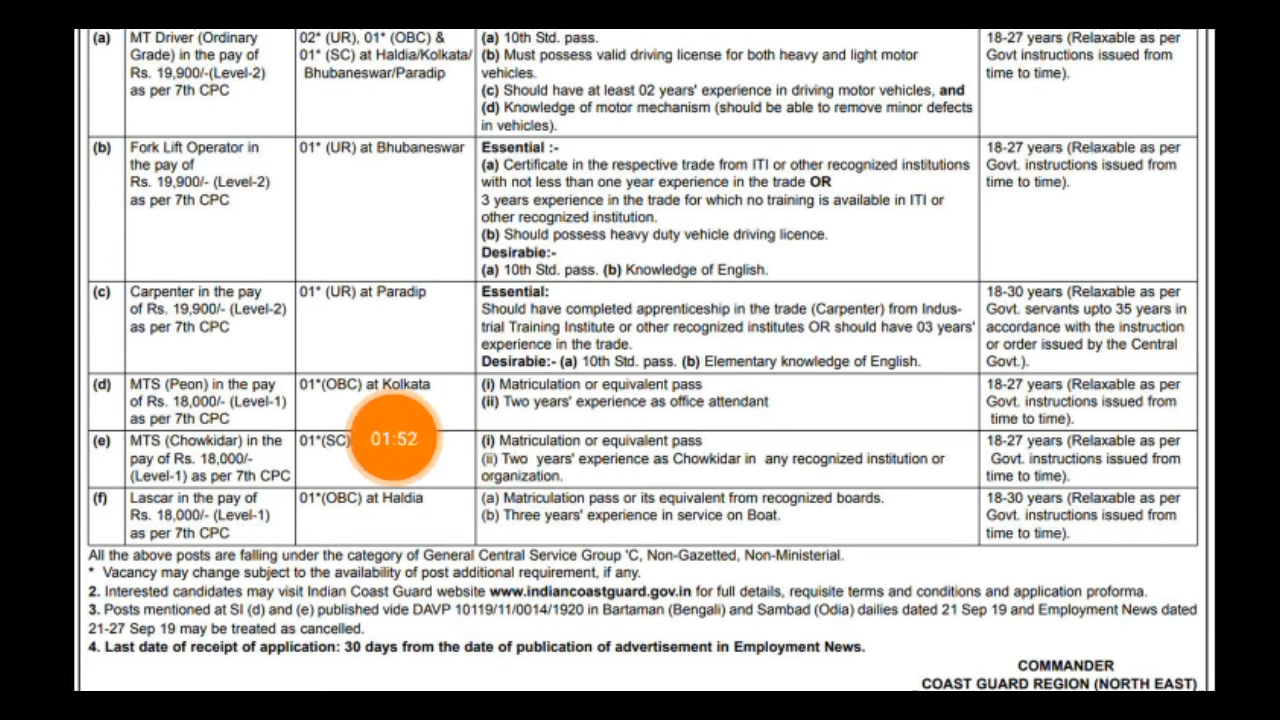 (a) MT Driver (Ordinary Grade) in the pay of Rs. 19,900/-(Level-2) as per 7th CPC
02* (UR), 01* (OBC) & 01* (SC) at Haldia/Kolkata/ Bhubaneswar/Paradip
(a) 10th Std. pass.
(b) Must possess valid driving license for both heavy and light motor
vehicles.
(c) Should have at least 02 years' experience in driving motor vehicles, and
(d) Knowledge of motor mechanism (should be able to remove minor defects
in vehicles).
18-27 years (Relaxable as per
Govt instructions issued from
time to time).
(b) Fork Lift Operator in
the pay of
Rs. 19,900/- (Level-2)
as per 7th CPC
01* (UR) at Bhubaneswar
Essential :-
(a) Certificate in the respective trade from ITI or other recognized institutions
with not less than one year experience in the trade OR
3 years experience in the trade for which no training is available in ITI or
other recognized institution.
(b) Should possess heavy duty vehicle driving licence.
Desirable:-
(a) 10th Std. pass. (b) Knowledge of English.
18-27 years (Relaxable as per
Govt. instructions issued from
time to time).
(c) Carpenter in the pay
of Rs. 19,900/- (Level-2)
as per 7th CPC
01* (UR) at Paradip
Essential:
Should have completed apprenticeship in the trade (Carpenter) from Indus-
trial Training Institute or other recognized institutes OR should have 03 years'
experience in the trade.
Desirable:- (a) 10th Std. pass. (b) Elementary knowledge of English.
18-30 years (Relaxable as per
Govt. servants upto 35 years in
accordance with the instruction
or order issued by the Central
Govt.).
(d) MTS (Peon) in the pay
of Rs. 18,000/- (Level-1)
as per 7th CPC
01*(OBC) at Kolkata
(i) Matriculation or equivalent pass
(ii) Two years' experience as office attendant
18-27 years (Relaxable as per
Govt. instructions issued from
time to time).
(e) MTS (Chowkidar) in the
pay of Rs. 18,000/-
(Level-1) as per 7th CPC
01*(SC)
01:52
(i) Matriculation or equivalent pass
(ii) Two years' experience as Chowkidar in any recognized institution or
organization.
18-27 years (Relaxable as per
Govt. instructions issued from
time to time).
(f) Lascar in the pay of
Rs. 18,000/- (Level-1)
as per 7th CPC
01*(OBC) at Haldia
(a) Matriculation pass or its equivalent from recognized boards.
(b) Three years' experience in service on Boat.
18-30 years (Relaxable as per
Govt. instructions issued from
time to time).
All the above posts are falling under the category of General Central Service Group 'C, Non-Gazetted, Non-Ministerial.
* Vacancy may change subject to the availability of post additional requirement, if any.
2. Interested candidates may visit Indian Coast Guard website www.indiancoastguard.gov.in for full details, requisite terms and conditions and application proforma.
3. Posts mentioned at SI (d) and (e) published vide DAVP 10119/11/0014/1920 in Bartaman (Bengali) and Sambad (Odia) dailies dated 21 Sep 19 and Employment News dated
21-27 Sep 19 may be treated as cancelled.
4. Last date of receipt of application: 30 days from the date of publication of advertisement in Employment News.
COMMANDER
COAST GUARD REGION (NORTH EAST)